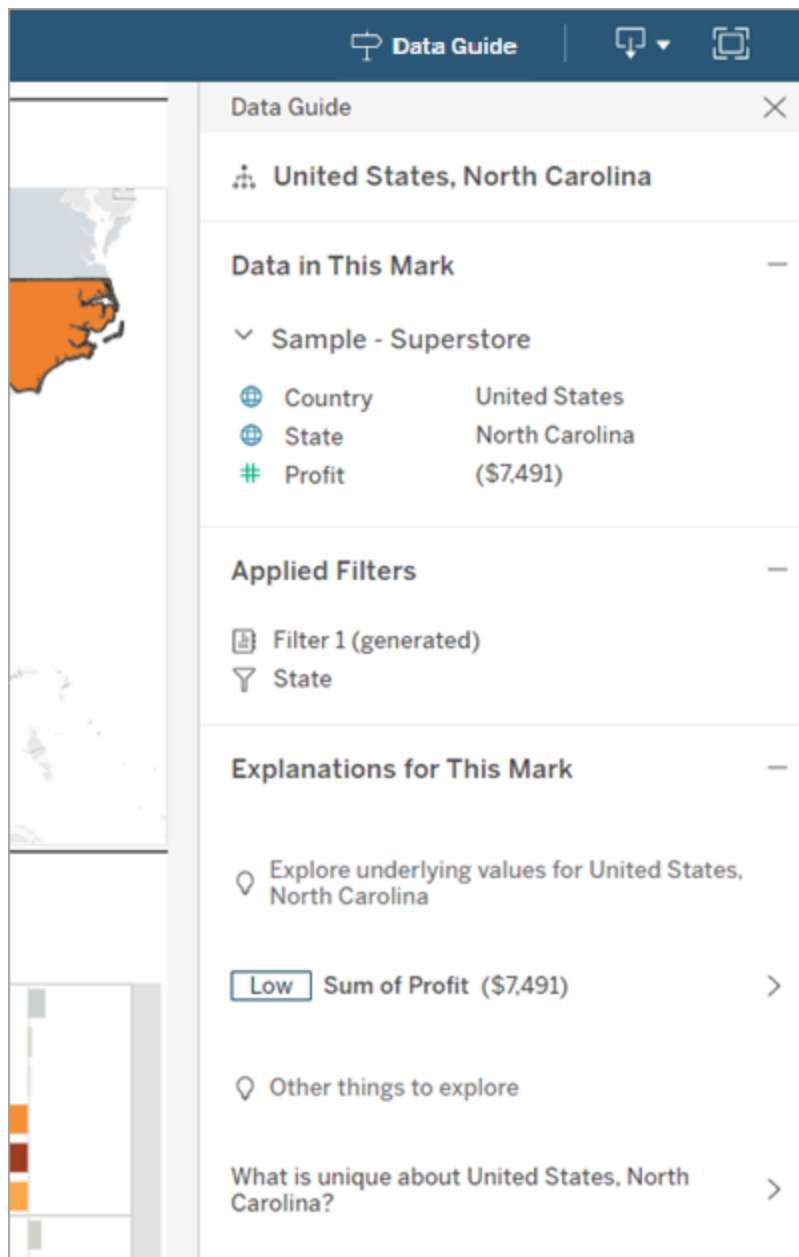 Data Guide
Data Guide
United States, North Carolina
Data in This Mark
Sample - Superstore
Country United States
State North Carolina
Profit ($7,491)
Applied Filters
Filter 1 (generated)
State
Explanations for This Mark
Explore underlying values for United States,
North Carolina
Low Sum of Profit ($7,491)
Other things to explore
What is unique about United States, North
Carolina?